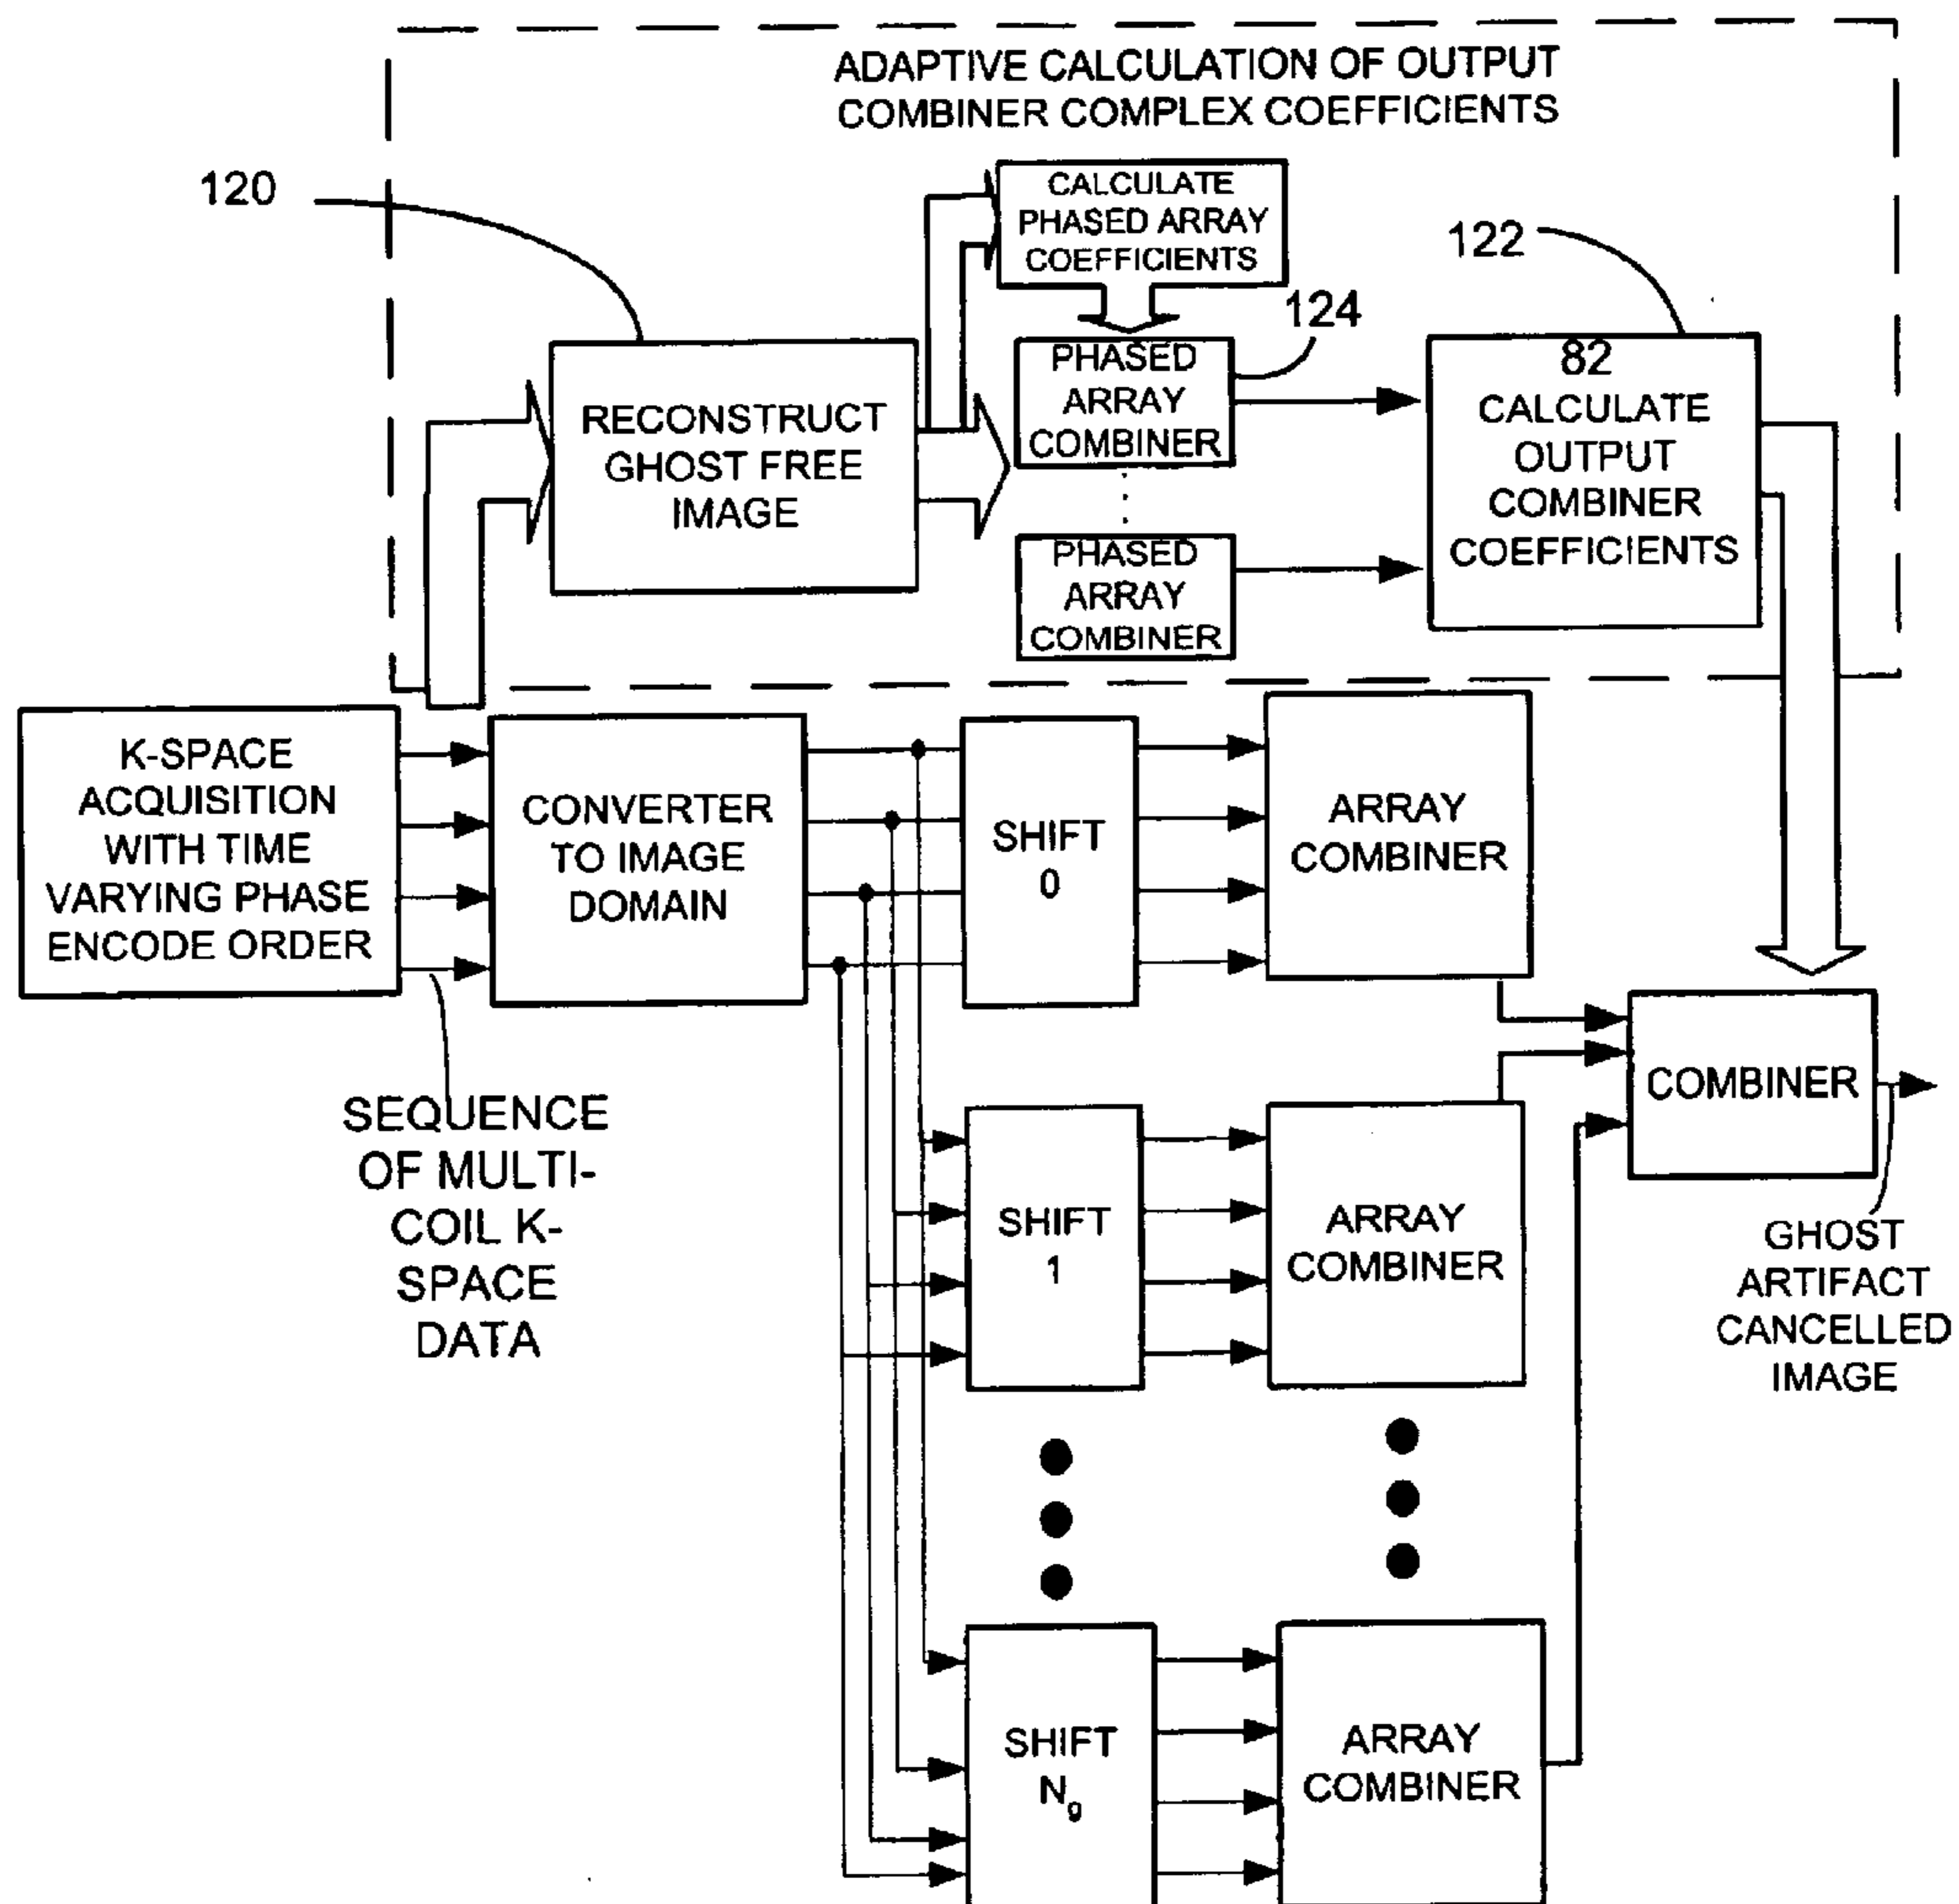 ADAPTIVE CALCULATION OF OUTPUT
COMBINER COMPLEX COEFFICIENTS
120
CALCULATE
PHASED ARRAY
COEFFICIENTS
122
124
RECONSTRUCT
GHOST FREE
IMAGE
PHASED
ARRAY
COMBINER
PHASED
ARRAY
COMBINER
82
CALCULATE
OUTPUT
COMBINER
COEFFICIENTS
K-SPACE
ACQUISITION
WITH TIME
VARYING PHASE
ENCODE ORDER
CONVERTER
TO IMAGE
DOMAIN
SHIFT
0
ARRAY
COMBINER
SEQUENCE
OF MULTI-
COIL K-
SPACE
DATA
SHIFT
1
ARRAY
COMBINER
COMBINER
GHOST
ARTIFACT
CANCELLED
IMAGE
SHIFT
Ng
ARRAY
COMBINER